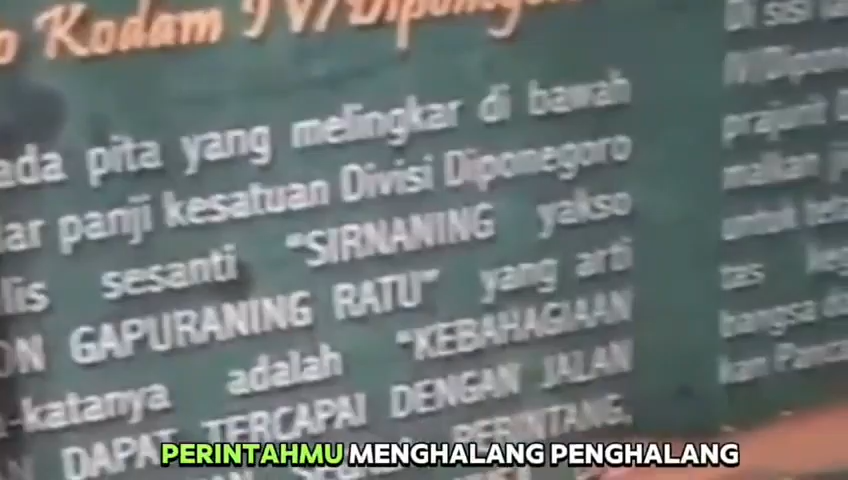 o Kodam IV/Diponegoro
ada pita yang melingkar di bawah
ar panji kesatuan Divisi Diponegoro
lis sesanti "SIRNANING yakso
ON GAPURANING RATU" yang arti
-katanya adalah "KEBAHAGIAAN
DAPAT TERCAPAI DENGAN JALAN
PERINTANG.
Di sisi
IV/Dipon
prajurit
malkan
untuk
tas
bangsa
kan Panca
PERINTAHMU MENGHALANG PENGHALANG